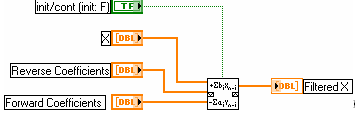 init/cont (init: F)
TF
X
DBL
Reverse Coefficients
DBL
Forward Coefficients
DBL
DBL
Filtered X